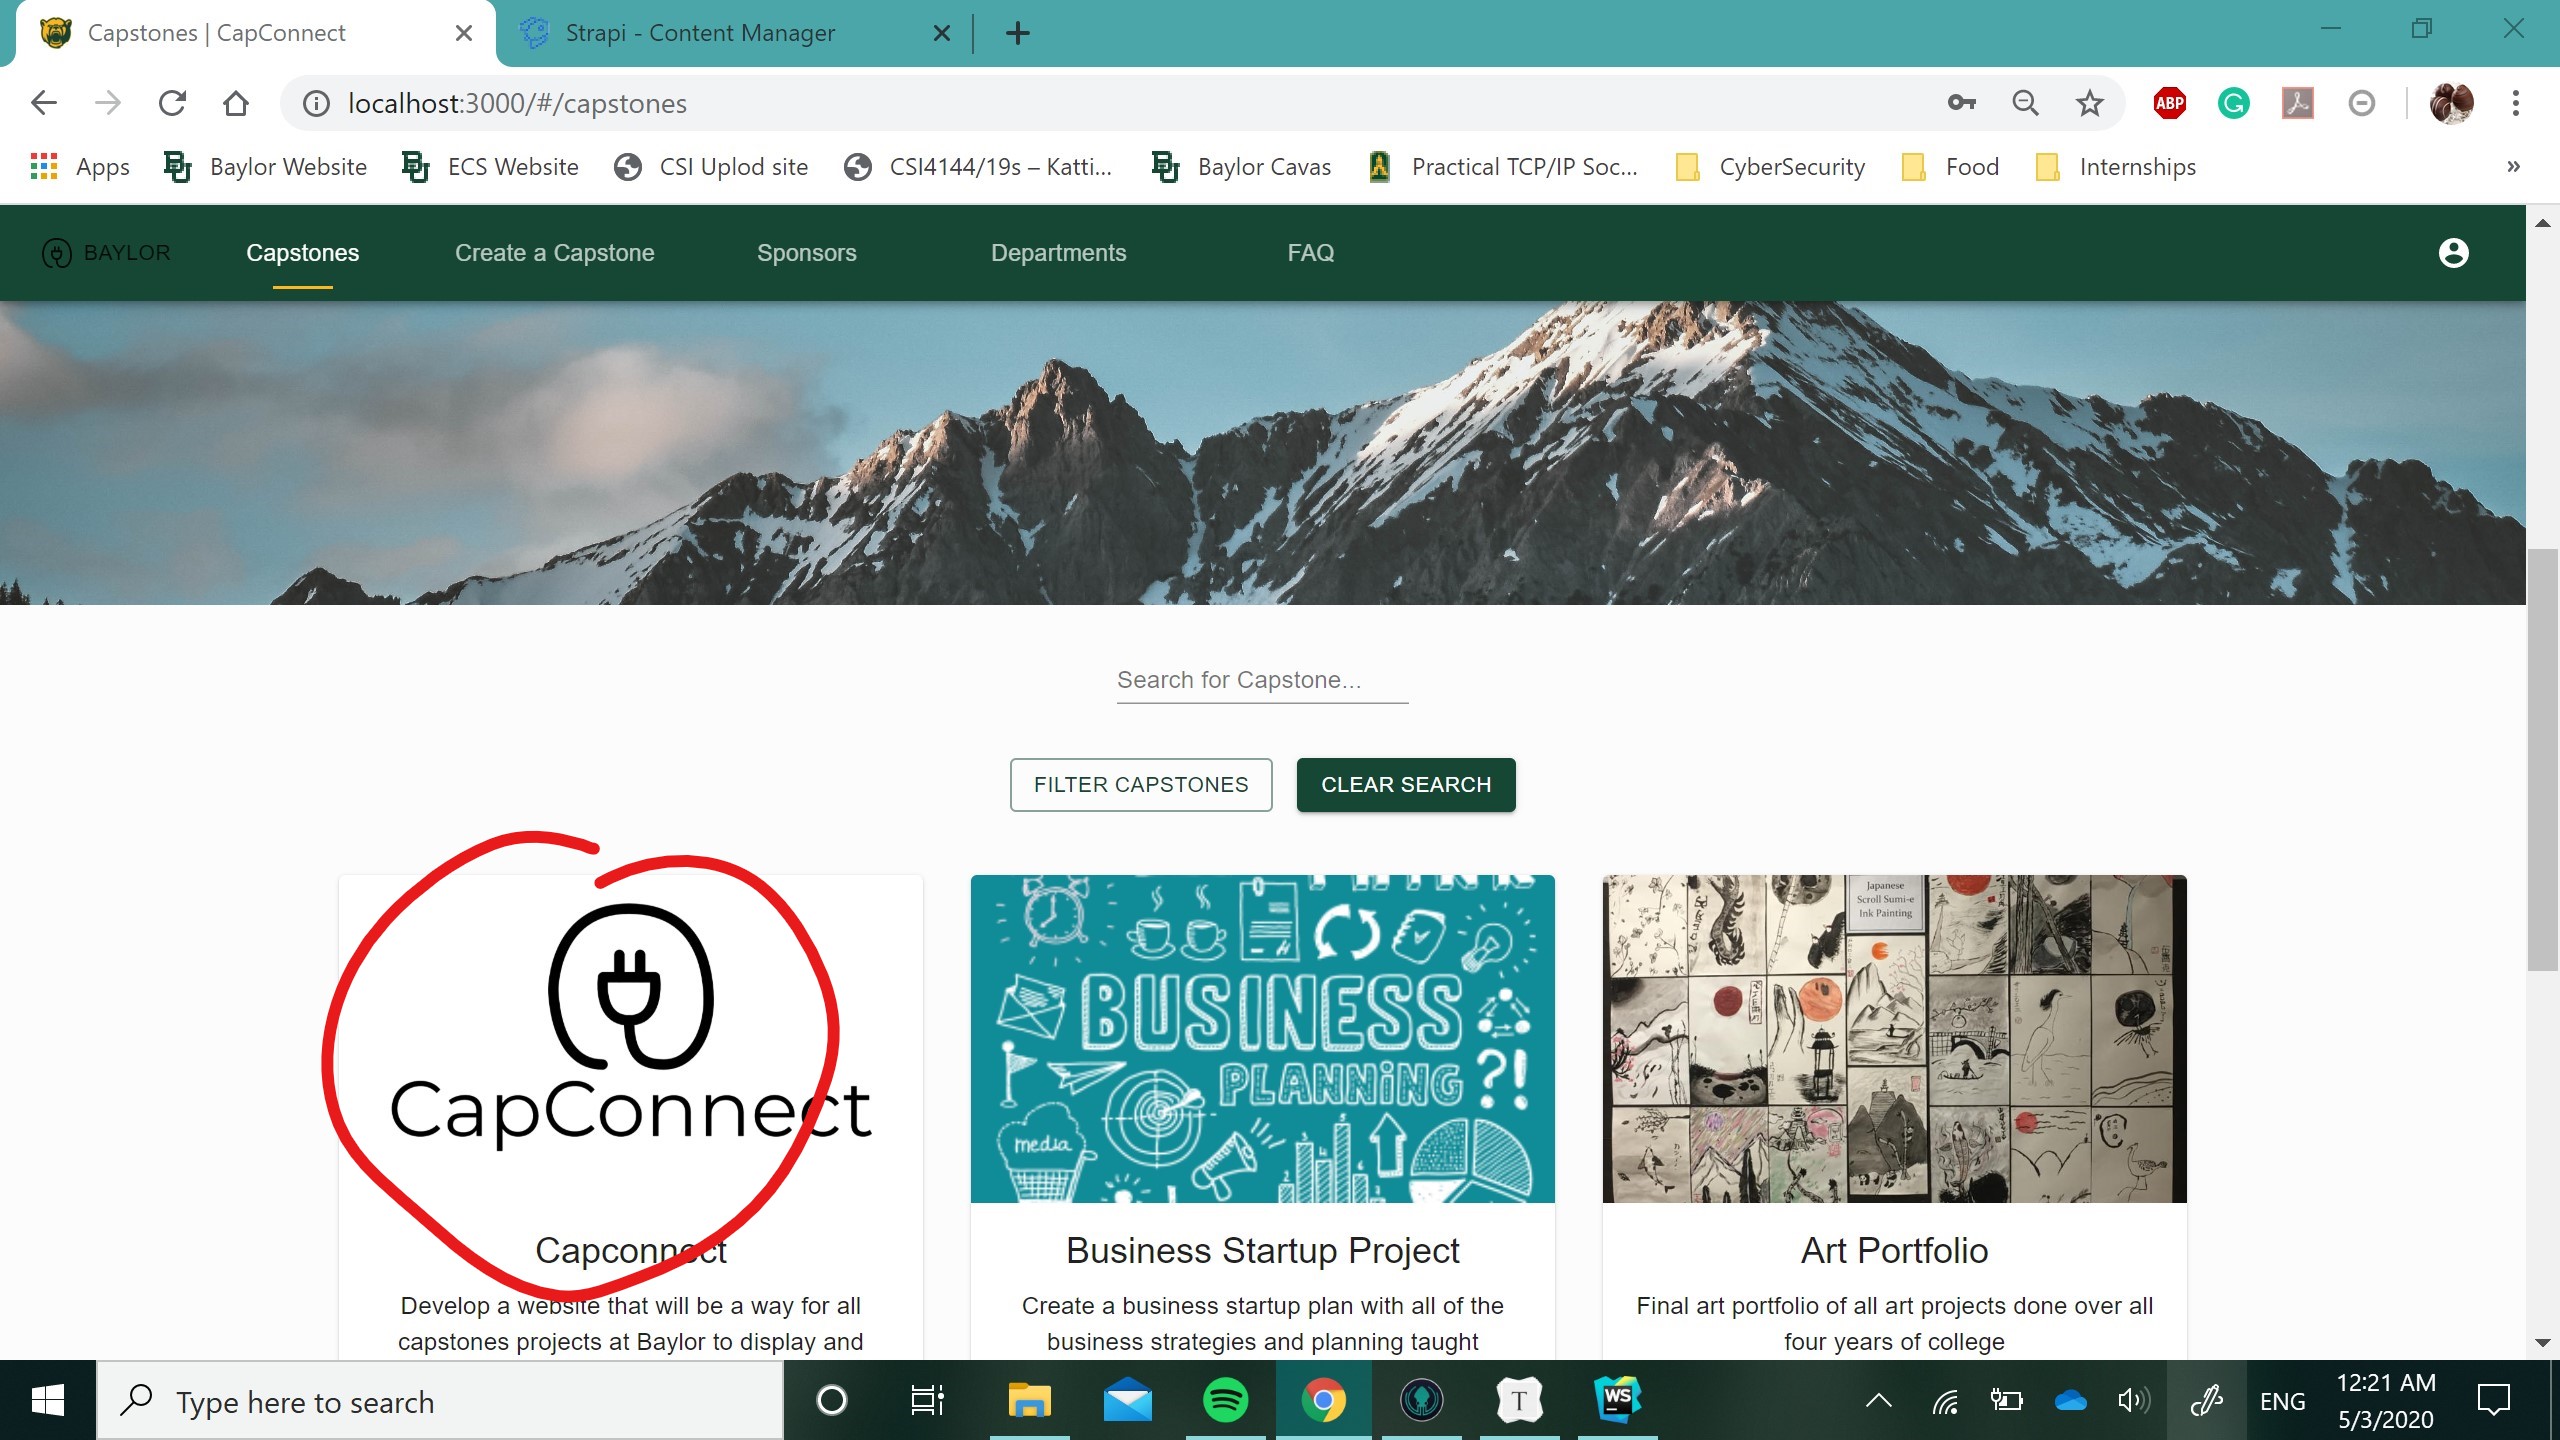 Capstones | CapConnect
Strapi - Content Manager
localhost:3000/#/capstones
ABP
Apps
Baylor Website
ECS Website
CSI Uplod site
CSI4144/19s – Katti...
Baylor Cavas
Practical TCP/IP Soc...
CyberSecurity
Food
Internships
»
BAYLOR
Capstones
Create a Capstone
Sponsors
Departments
FAQ
Search for Capstone...
FILTER CAPSTONES
CLEAR SEARCH
CapConnect
BUSINESS
PLANNiNG
?!
media
Japanese
Scroll Sumi-e
Ink Painting
Capconnect
Business Startup Project
Art Portfolio
Develop a website that will be a way for all
capstones projects at Baylor to display and
Create a business startup plan with all of the
business strategies and planning taught
Final art portfolio of all art projects done over all
four years of college
Type here to search
T
WS
ENG
12:21 AM
5/3/2020